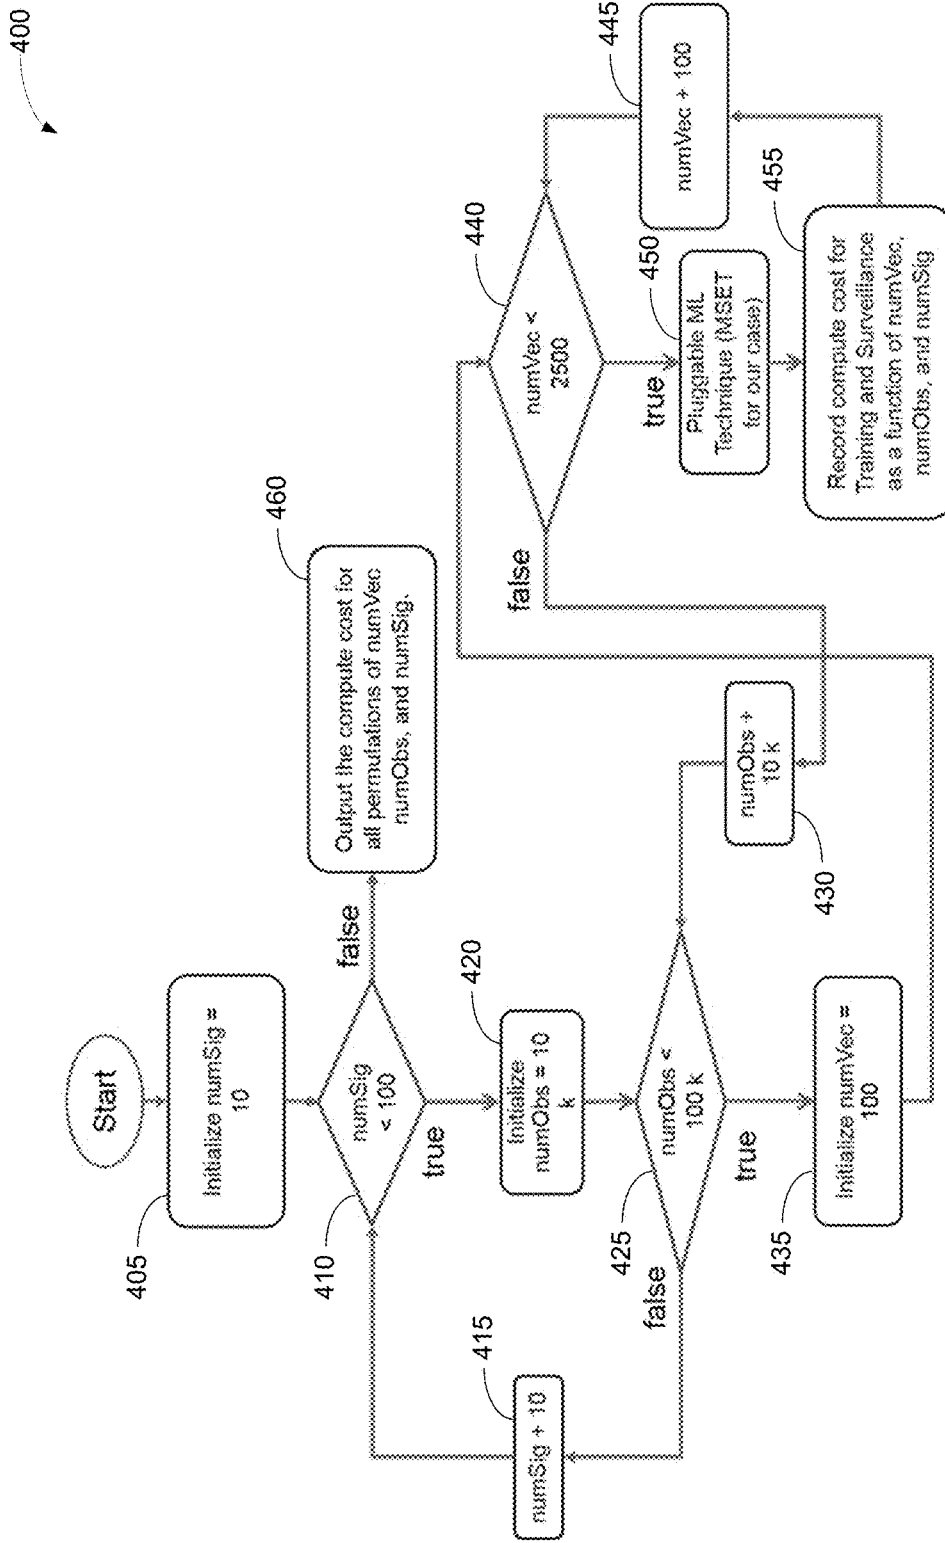 400
Start
405
Initialize numSig =
10
410
numSig
< 100
false
460
Output the compute cost for
all permutations of numVec
numObs, and numSig.
true
415
numSig + 10
420
Initialize
numObs = 10
k
425
numObs <
100 k
false
true
430
numObs +
10 k
435
Initialize numVec =
100
440
numVec <
2500
false
true
445
numVec + 100
450
Pluggable ML
Technique (MSET
for our case)
455
Record compute cost for
Training and Surveillance
as a function of numVec,
numObs, and numSig